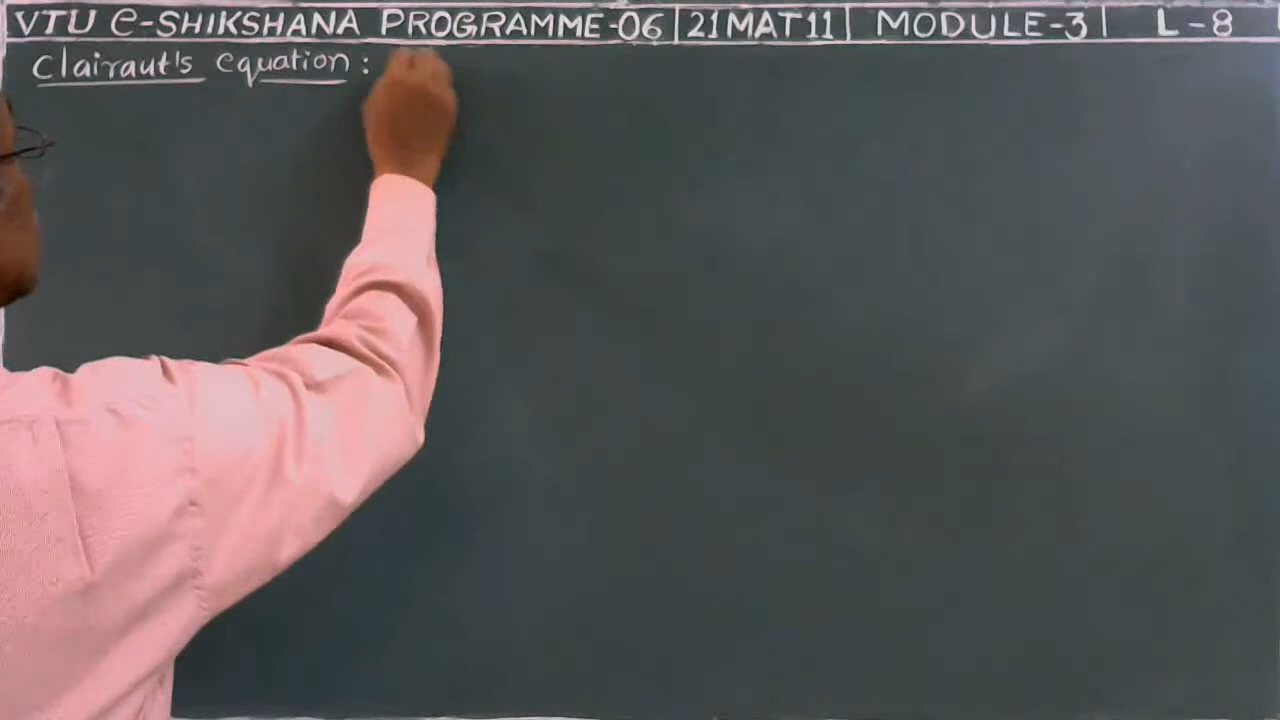 VTU e-SHIKSHANA PROGRAMME-06 | 21MAT11 | MODULE-3 | L-8
Clairaut's equation :